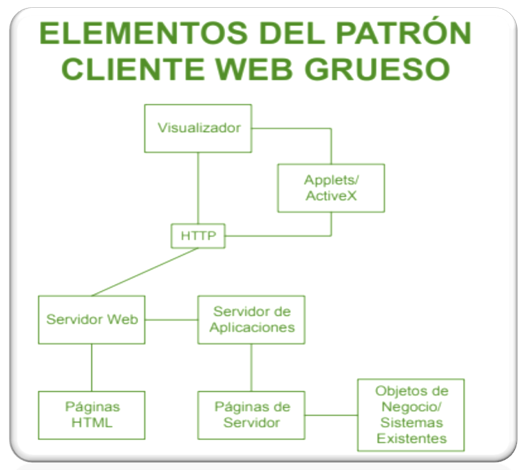 ELEMENTOS DEL PATRÓN
CLIENTE WEB GRUESO
Visualizador
Applets/
ActiveX
HTTP
Servidor Web
Servidor de
Aplicaciones
Páginas
HTML
Páginas de
Servidor
Objetos de
Negocio/
Sistemas
Existentes